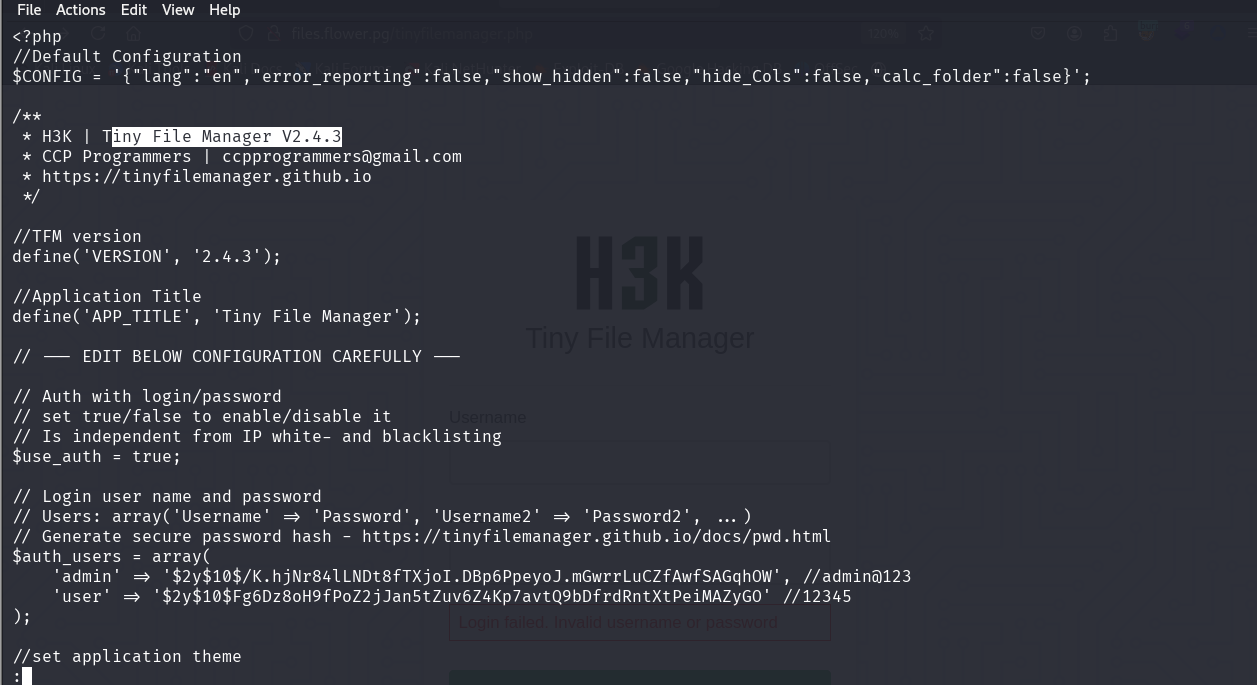 File Actions Edit View Help
files.flower.pg/tinyfilemanager.php
120%
<?php
//Default Configuration
$CONFIG = '{"lang":"en","error_reporting":false,"show_hidden":false,"hide_Cols":false,"calc_folder":false}';
/**
 * H3K | Tiny File Manager V2.4.3
 * CCP Programmers | ccpprogrammers@gmail.com
 * https://tinyfilemanager.github.io
 */
//TFM version
define('VERSION', '2.4.3');
H3K
//Application Title
define('APP_TITLE', 'Tiny File Manager');
Tiny File Manager
// --- EDIT BELOW CONFIGURATION CAREFULLY ---
// Auth with login/password
// set true/false to enable/disable it
Username
// Is independent from IP white- and blacklisting
$use_auth = true;
// Login user name and password
// Users: array('Username' => 'Password', 'Username2' => 'Password2', ...)
// Generate secure password hash - https://tinyfilemanager.github.io/docs/pwd.html
$auth_users = array(
    'admin' => '$2y$10$/K.hjNr84lLNDt8fTXjoI.DBp6PpeyoJ.mGwrrLuCZfAwfSAGqhOW', //admin@123
    'user' => '$2y$10$Fg6Dz8oH9fPoZ2jJan5tZuv6Z4Kp7avtQ9bDfrdRntXtPeiMAZyGO' //12345
);
Login failed. Invalid username or password
//set application theme
: